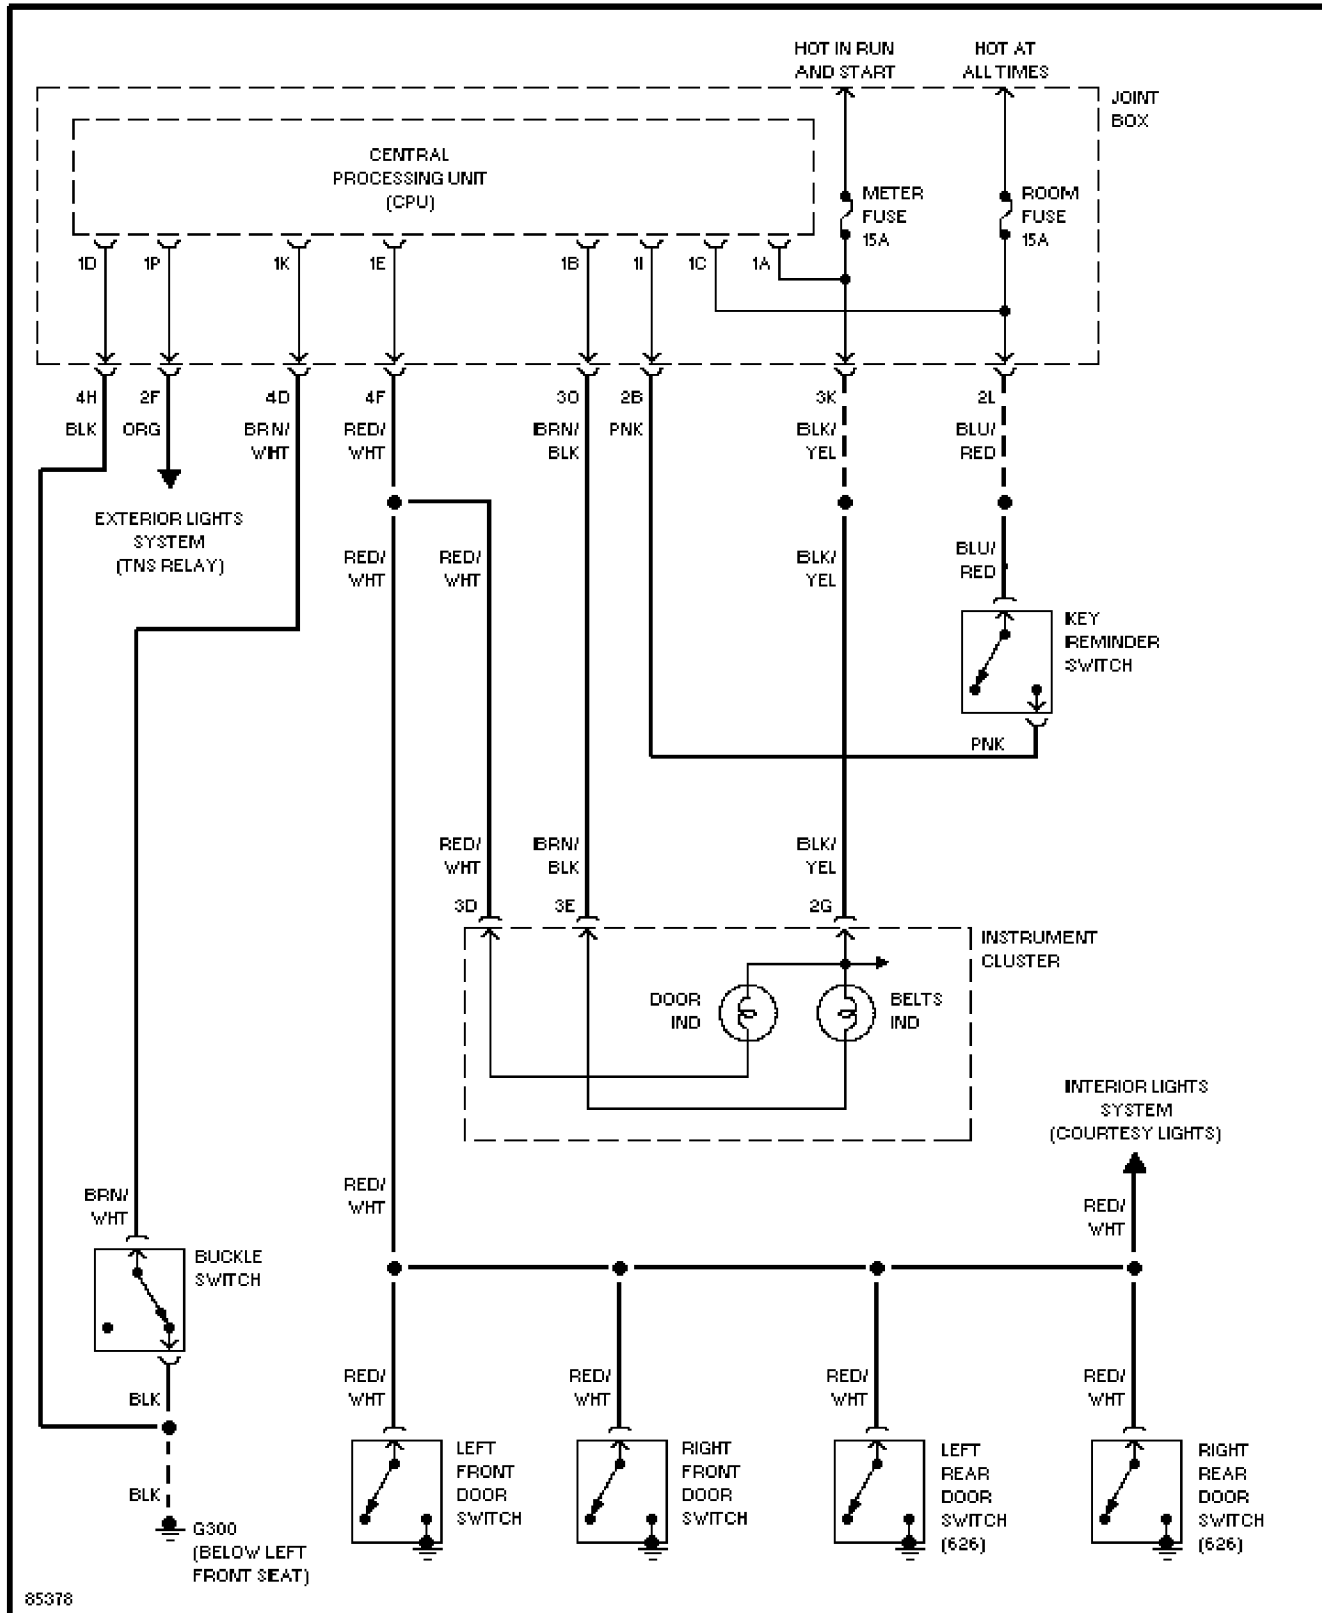 HOT IN RUN
AND START
HOT AT
ALL TIMES
JOINT
BOX
CENTRAL
PROCESSING UNIT
(CPU)
METER
FUSE
15A
ROOM
FUSE
15A
1D
1P
1K
1E
1B
1I
1C
1A
4H
2F
4D
4F
3O
2B
3K
2L
BLK
ORG
BRN/
WHT
RED/
WHT
BRN/
BLK
PNK
BLK/
YEL
BLU/
RED
EXTERIOR LIGHTS
SYSTEM
(TNS RELAY)
RED/
WHT
RED/
WHT
BLK/
YEL
BLU/
RED
KEY
REMINDER
SWITCH
PNK
RED/
WHT
BRN/
BLK
BLK/
YEL
3D
3E
2G
INSTRUMENT
CLUSTER
DOOR
IND
BELTS
IND
INTERIOR LIGHTS
SYSTEM
(COURTESY LIGHTS)
BRN/
WHT
RED/
WHT
RED/
WHT
BUCKLE
SWITCH
BLK
RED/
WHT
RED/
WHT
RED/
WHT
RED/
WHT
LEFT
FRONT
DOOR
SWITCH
RIGHT
FRONT
DOOR
SWITCH
LEFT
REAR
DOOR
SWITCH
(626)
RIGHT
REAR
DOOR
SWITCH
(626)
BLK
G300
(BELOW LEFT
FRONT SEAT)
85378